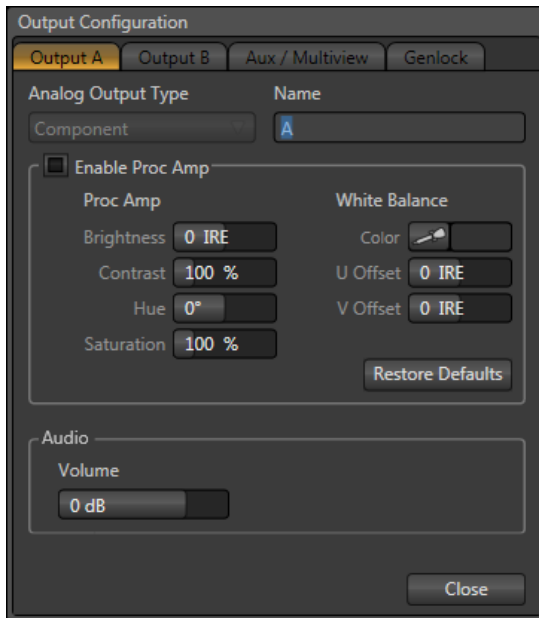 Output Configuration
Output A
Output B
Aux / Multiview
Genlock
Analog Output Type
Name
Component
A
Enable Proc Amp
Proc Amp
White Balance
Brightness 0 IRE
Color
Contrast 100 %
U Offset 0 IRE
Hue 0°
V Offset 0 IRE
Saturation 100 %
Restore Defaults
Audio
Volume
0 dB
Close